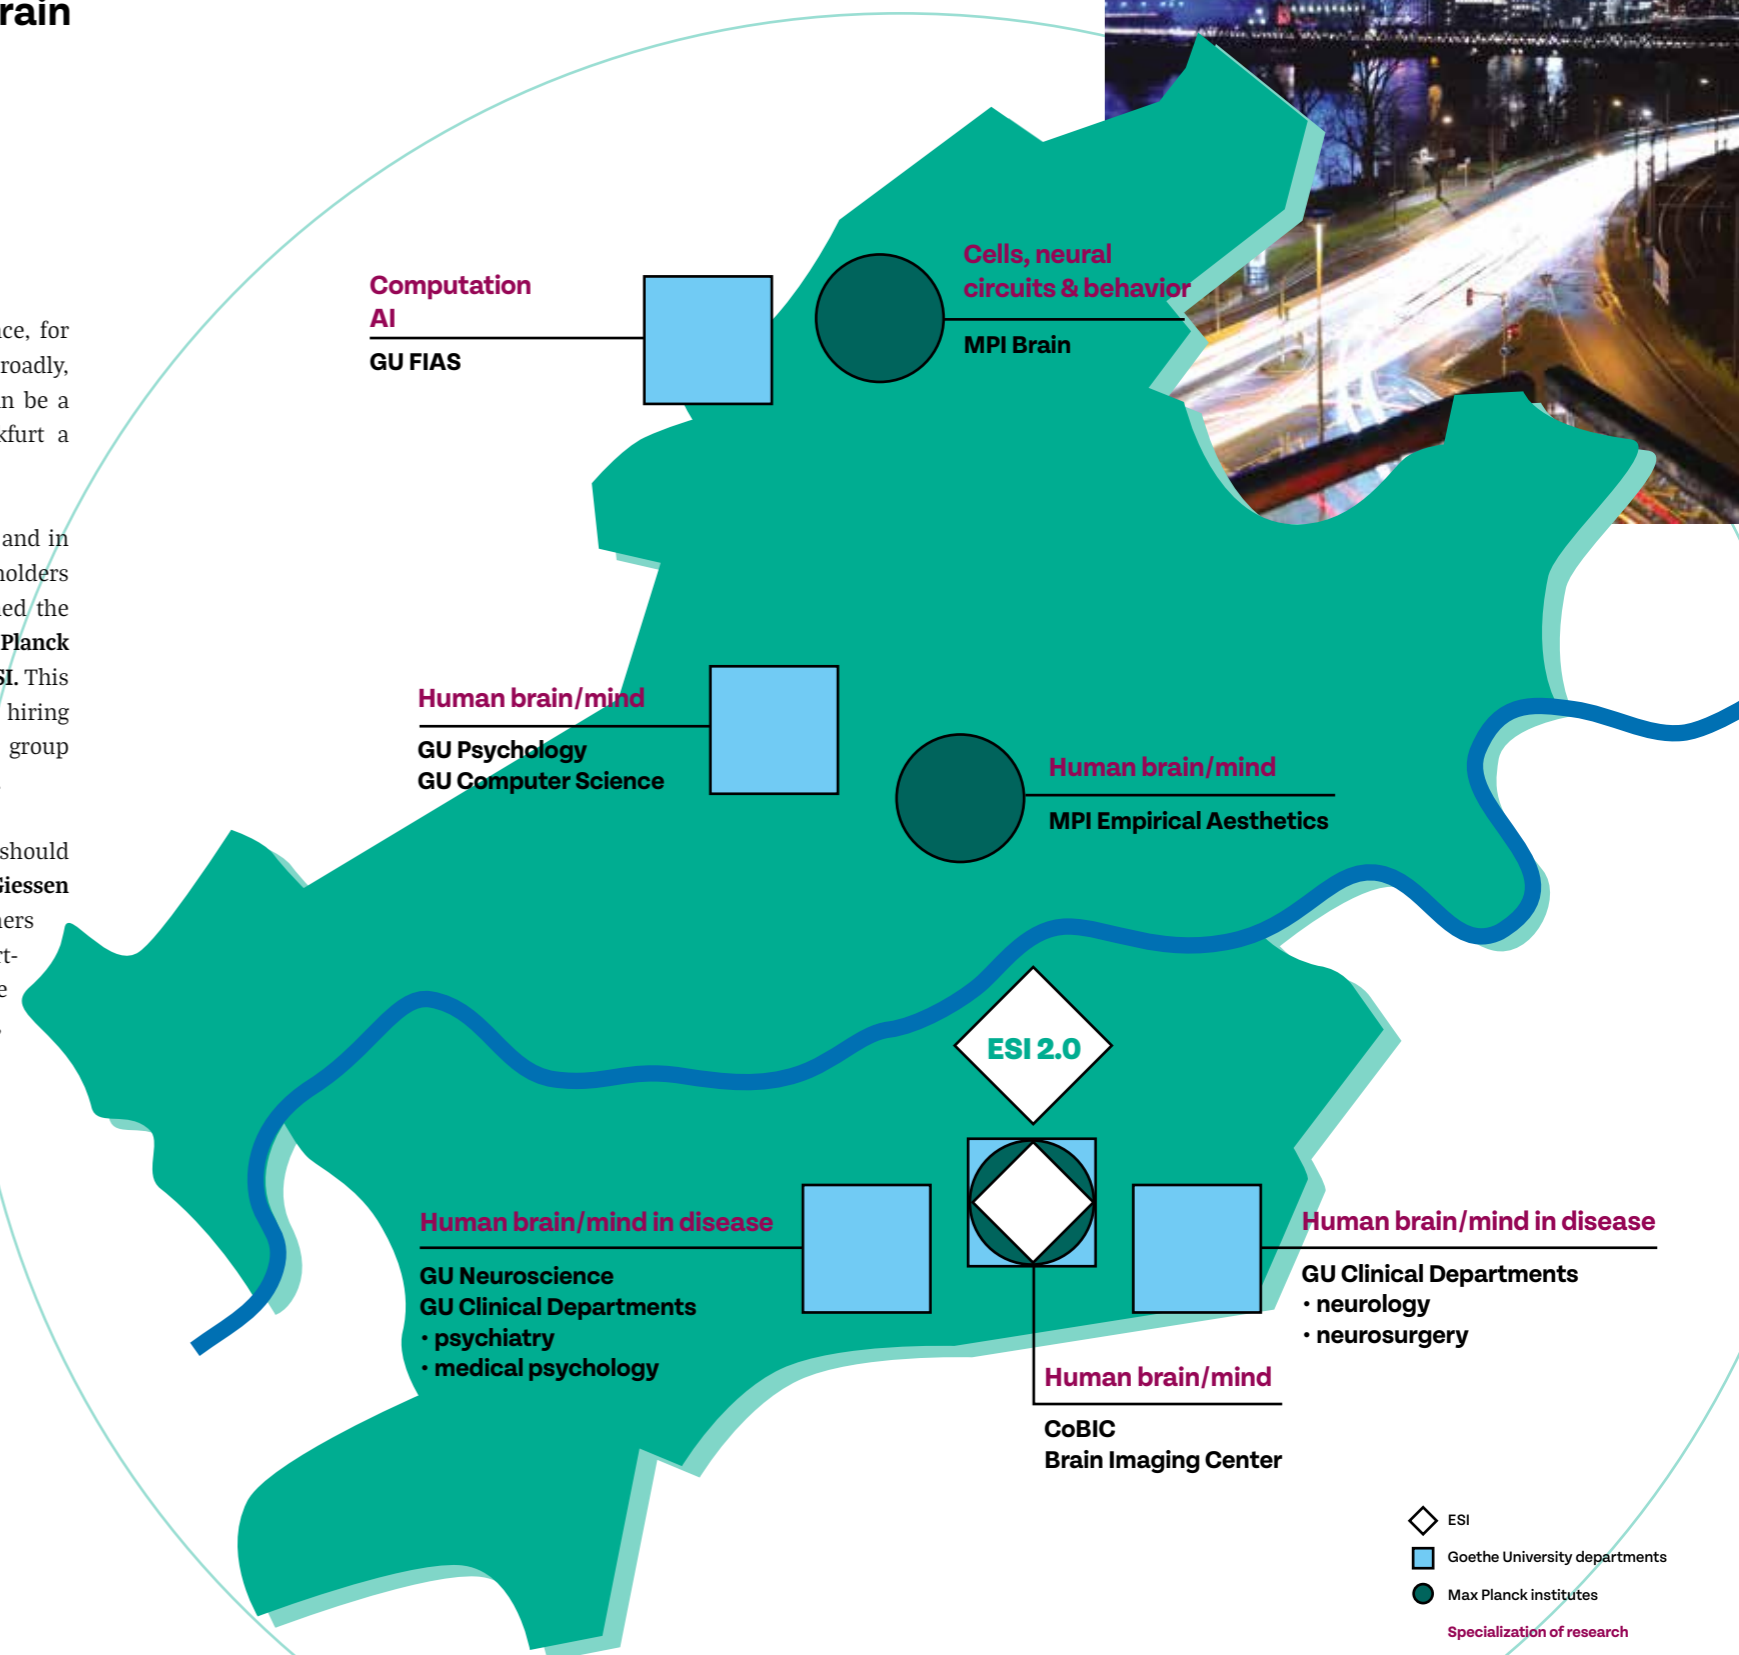 rain
ce, for
roadly,
n be a
kfurt a
and in
holders
ed the
Planck
SI. This
hiring
group
should
Giessen
ers
rt-
e
Computation
AI
GU FIAS
Cells, neural
circuits & behavior
MPI Brain
Human brain/mind
GU Psychology
GU Computer Science
Human brain/mind
MPI Empirical Aesthetics
ESI 2.0
Human brain/mind in disease
GU Neuroscience
GU Clinical Departments
• psychiatry
• medical psychology
Human brain/mind in disease
GU Clinical Departments
• neurology
• neurosurgery
Human brain/mind
CoBIC
Brain Imaging Center
ESI
Goethe University departments
Max Planck institutes
Specialization of research